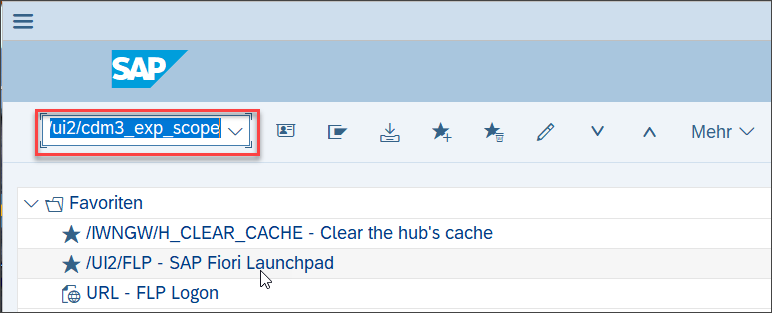 SAP
/ui2/cdm3_exp_scope
Mehr
Favoriten
/IWNGW/H_CLEAR_CACHE - Clear the hub's cache
/UI2/FLP - SAP Fiori Launchpad
URL - FLP Logon